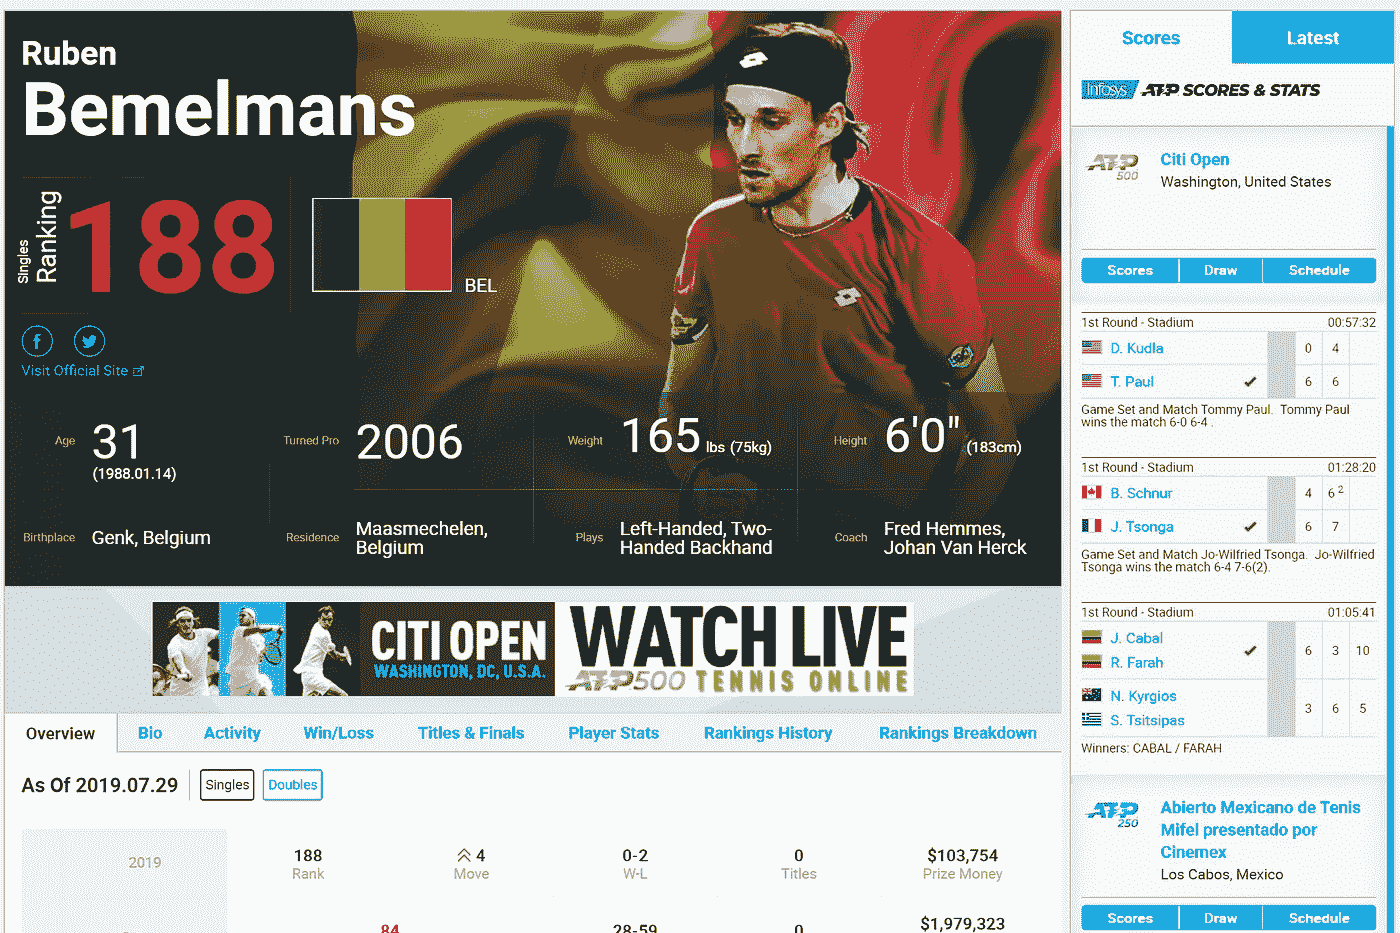 Ruben
Bemelmans
Singles
Ranking
188
BEL
Visit Official Site
Age
31
(1988.01.14)
Turned Pro
2006
Weight
165 lbs (75kg)
Height
6'0" (183cm)
Birthplace
Genk, Belgium
Residence
Maasmechelen,
Belgium
Plays
Left-Handed, Two-
Handed Backhand
Coach
Fred Hemmes,
Johan Van Herck
CITI OPEN
WASHINGTON, DC, U.S.A.
WATCH LIVE
ATP500 TENNIS ONLINE
Overview
Bio
Activity
Win/Loss
Titles & Finals
Player Stats
Rankings History
Rankings Breakdown
As Of 2019.07.29
Singles
Doubles
2019
188
Rank
4
Move
0-2
W-L
0
Titles
$103,754
Prize Money
84
28-59
0
$1,979,323
Scores
Latest
Infosys ATP SCORES & STATS
ATP
500
Citi Open
Washington, United States
Scores
Draw
Schedule
1st Round - Stadium 00:57:32
D. Kudla 0 4
T. Paul 6 6
Game Set and Match Tommy Paul. Tommy Paul
wins the match 6-0 6-4 .
1st Round - Stadium 01:28:20
B. Schnur 4 6 2
J. Tsonga 6 7
Game Set and Match Jo-Wilfried Tsonga. Jo-Wilfried
Tsonga wins the match 6-4 7-6(2).
1st Round - Stadium 01:05:41
J. Cabal
R. Farah
6 3 10
N. Kyrgios
S. Tsitsipas
3 6 5
Winners: CABAL / FARAH
ATP
250
Abierto Mexicano de Tenis
Mifel presentado por
Cinemex
Los Cabos, Mexico
Scores
Draw
Schedule